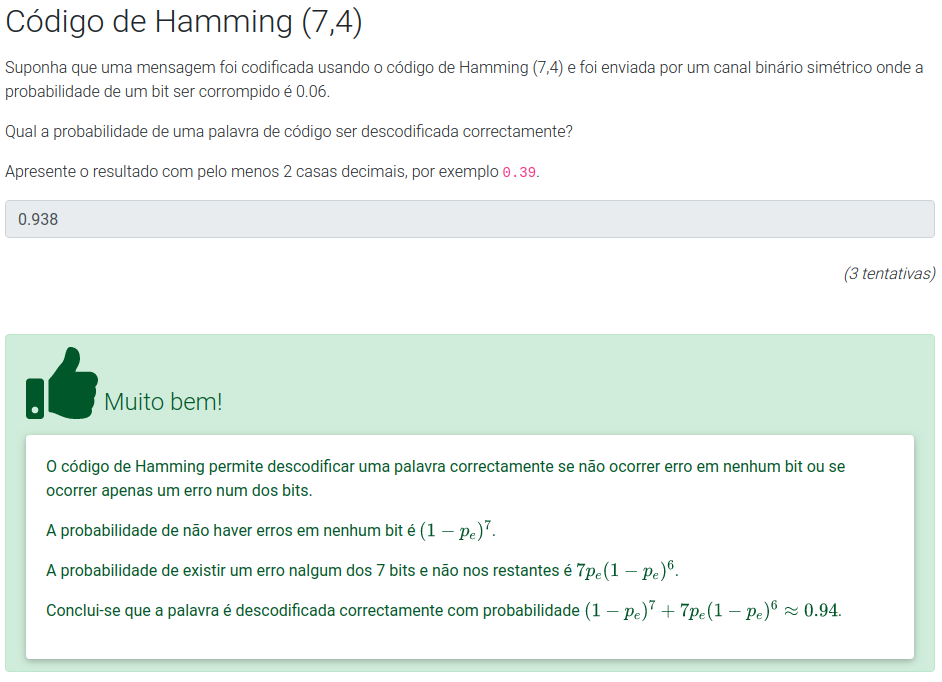 Código de Hamming (7,4)
Suponha que uma mensagem foi codificada usando o código de Hamming (7,4) e foi enviada por um canal binário simétrico onde a
probabilidade de um bit ser corrompido é 0.06.
Qual a probabilidade de uma palavra de código ser descodificada correctamente?
Apresente o resultado com pelo menos 2 casas decimais, por exemplo 0.39.
0.938
(3 tentativas)
Muito bem!
O código de Hamming permite descodificar uma palavra correctamente se não ocorrer erro em nenhum bit ou se
ocorrer apenas um erro num dos bits.
A probabilidade de não haver erros em nenhum bit é $(1 - p_e)^7$.
A probabilidade de existir um erro nalgum dos 7 bits e não nos restantes é $7p_e(1 - p_e)^6$.
Conclui-se que a palavra é descodificada correctamente com probabilidade $(1 - p_e)^7 + 7p_e(1 - p_e)^6 \approx 0.94$.